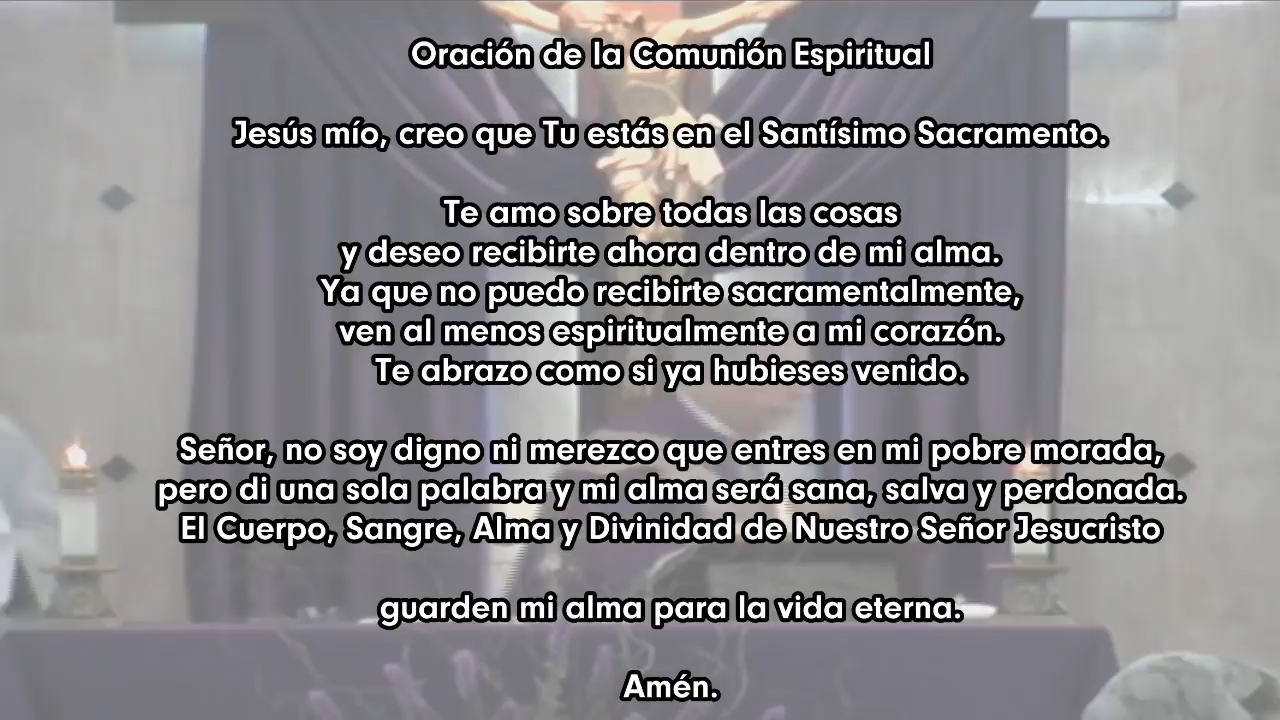 Oración de la Comunión Espiritual
Jesús mío, creo que Tu estás en el Santísimo Sacramento.
Te amo sobre todas las cosas
y deseo recibirte ahora dentro de mi alma.
Ya que no puedo recibirte sacramentalmente,
ven al menos espiritualmente a mi corazón.
Te abrazo como si ya hubieses venido.
Señor, no soy digno ni merezco que entres en mi pobre morada,
pero di una sola palabra y mi alma será sana, salva y perdonada.
El Cuerpo, Sangre, Alma y Divinidad de Nuestro Señor Jesucristo
guarden mi alma para la vida eterna.
Amén.